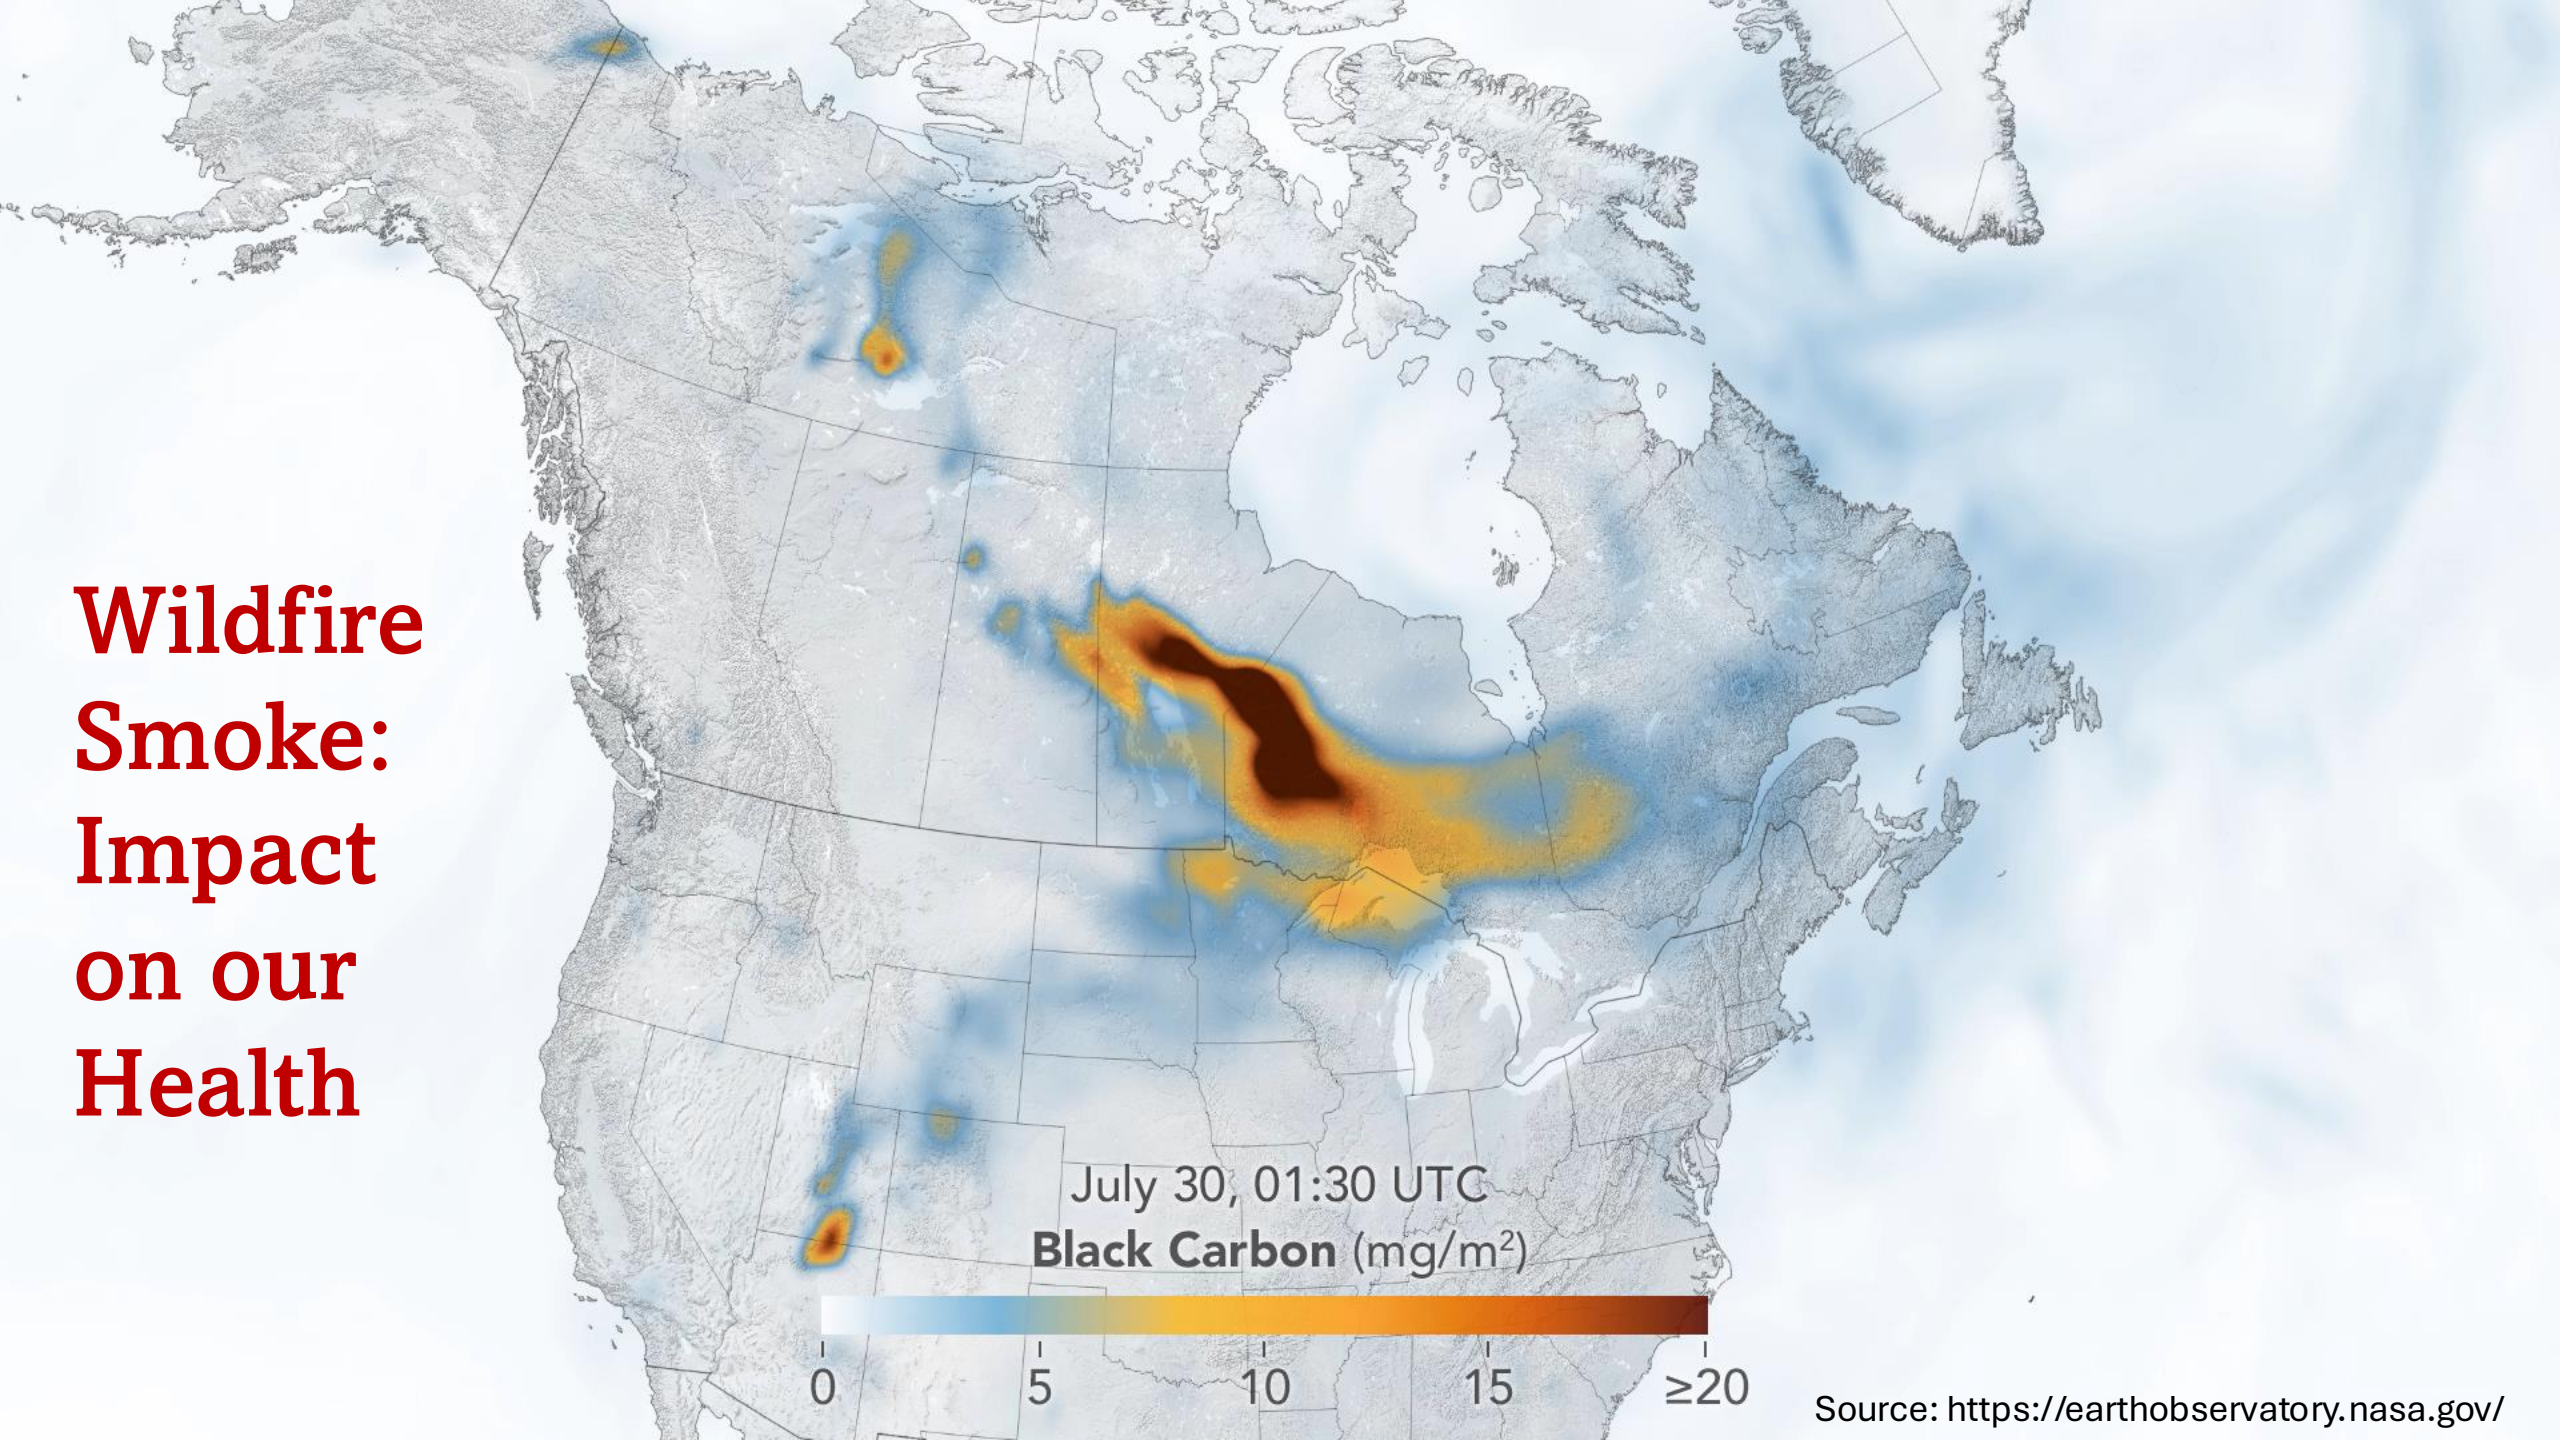 Wildfire
Smoke:
Impact
on our
Health
July 30, 01:30 UTC
Black Carbon (mg/m²)
0 5 10 15 ≥20
Source: https://earthobservatory.nasa.gov/